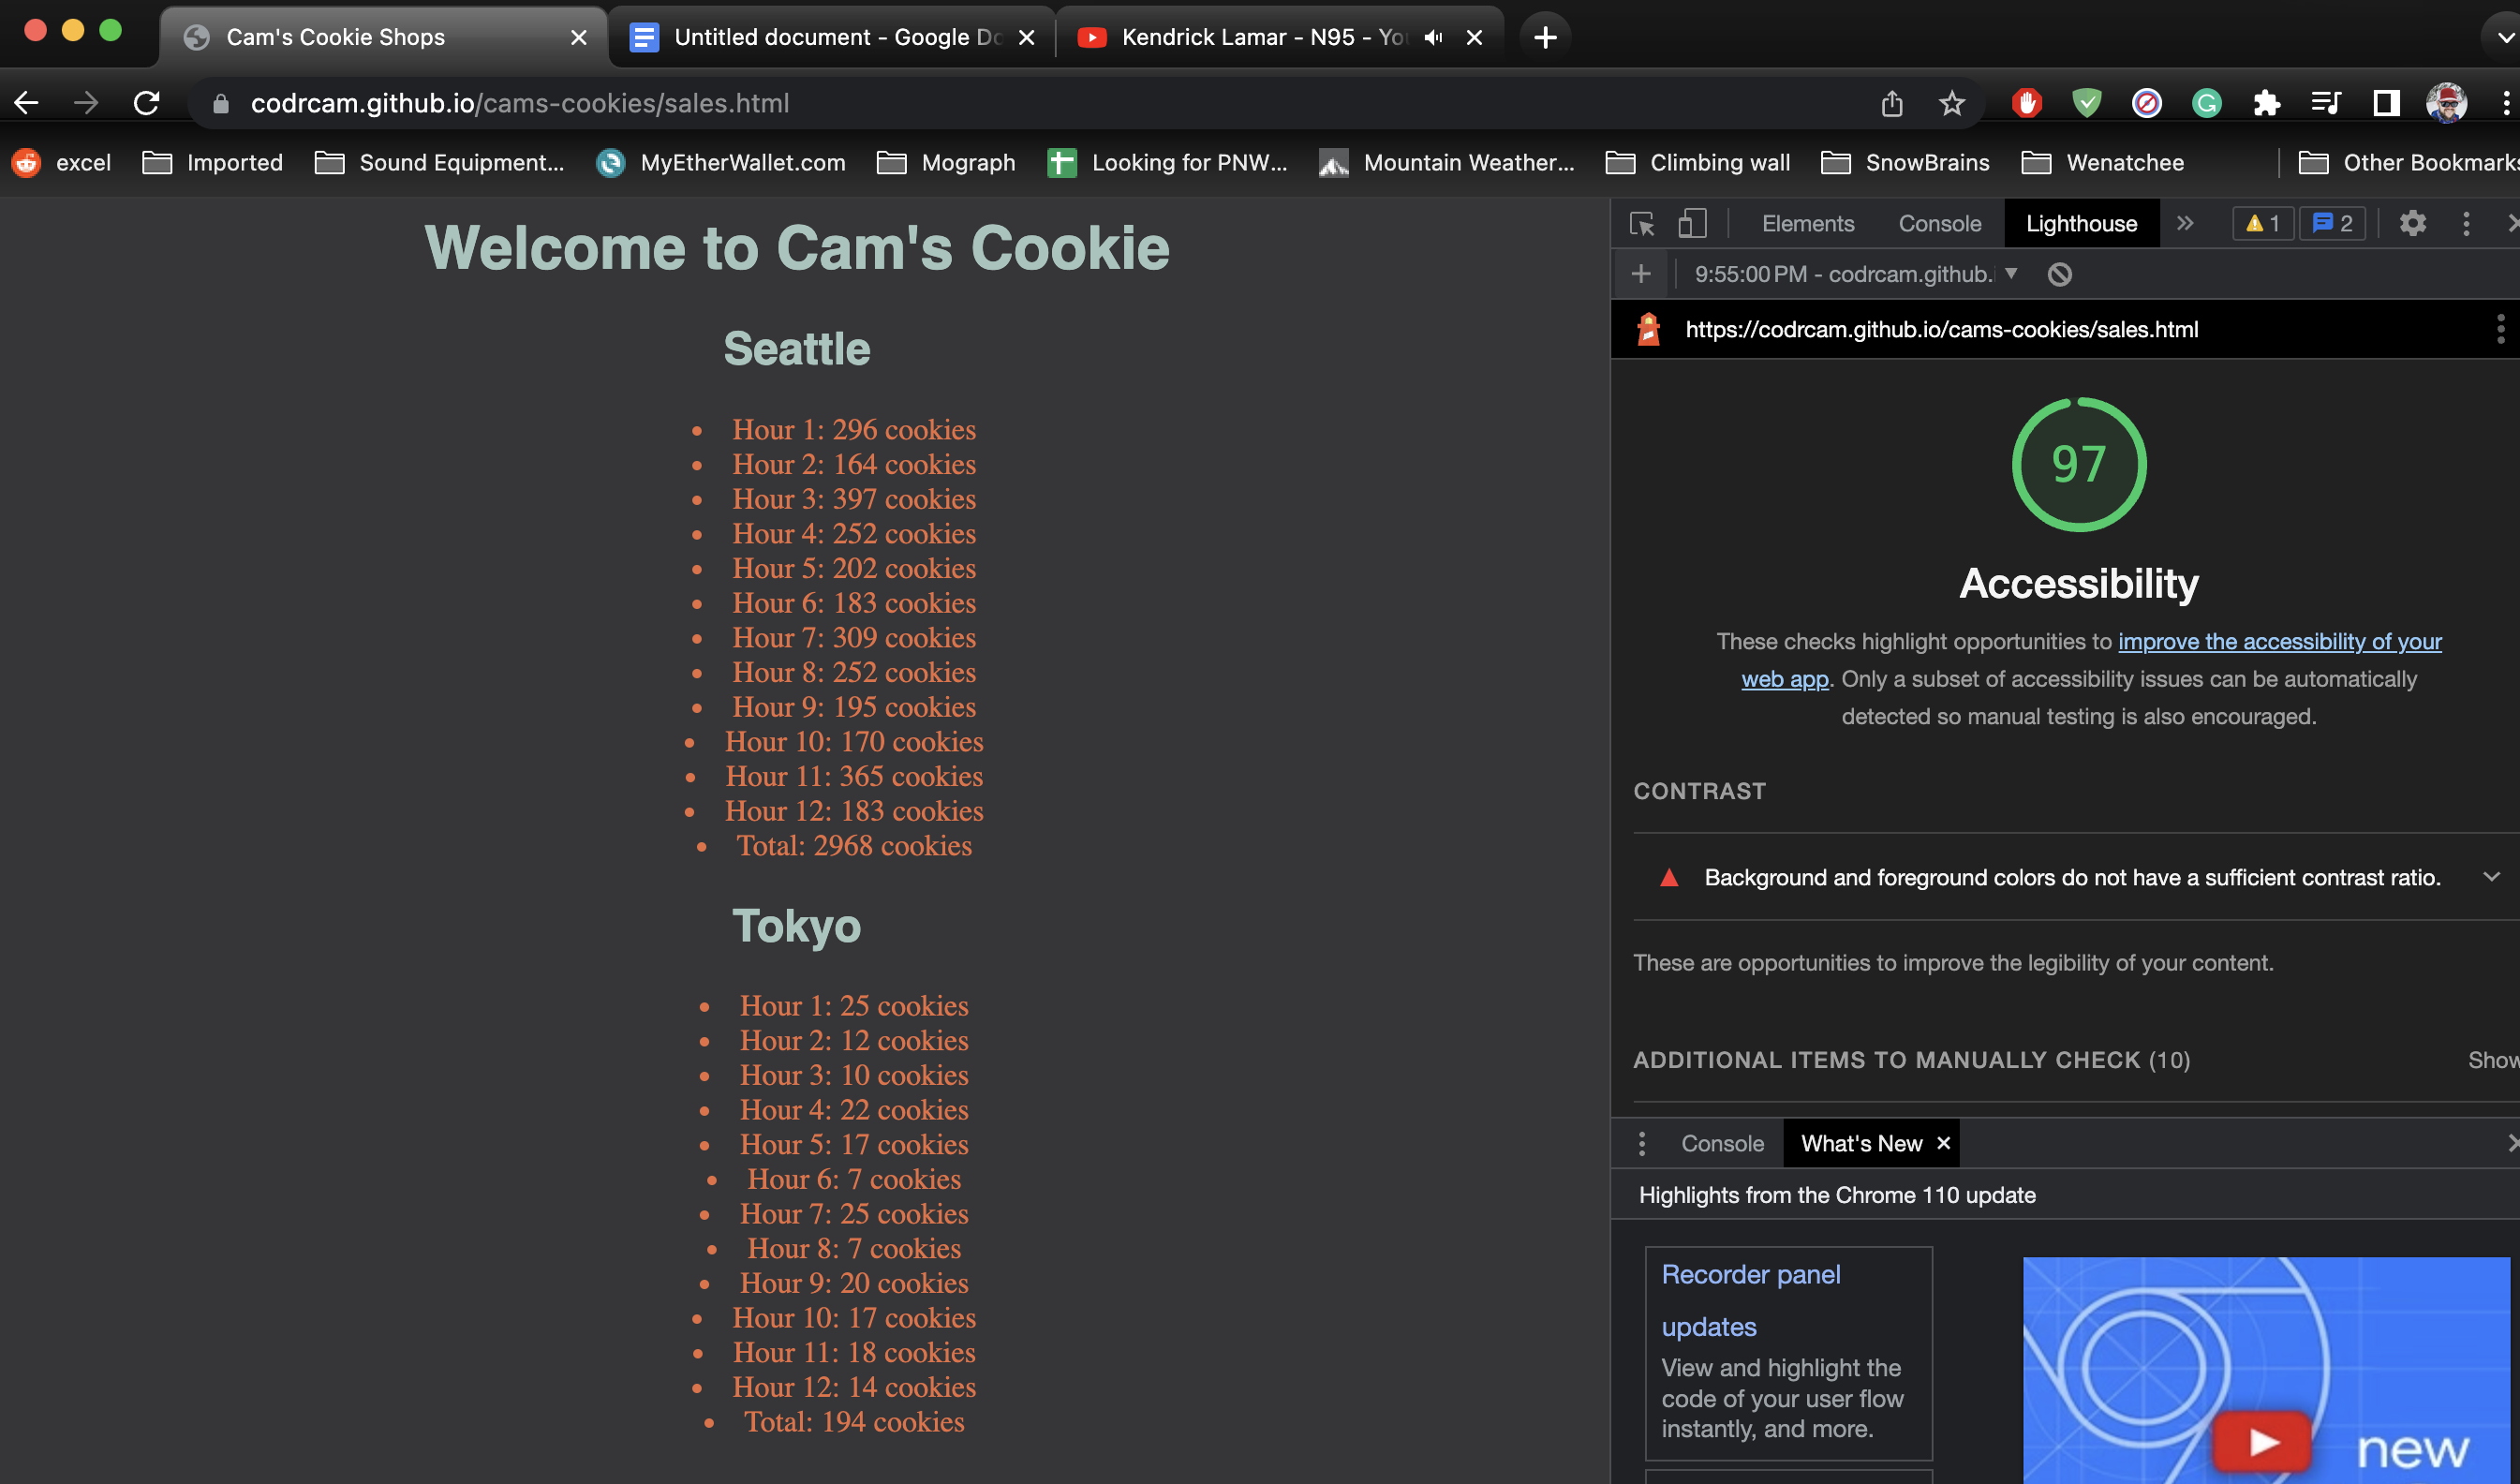 Cam's Cookie Shops
Untitled document - Google Do
Kendrick Lamar - N95 - You
codrcam.github.io/cams-cookies/sales.html
excel
Imported
Sound Equipment...
MyEtherWallet.com
Mograph
Looking for PNW...
Mountain Weather...
Climbing wall
SnowBrains
Wenatchee
Other Bookmarks
Welcome to Cam's Cookie
Seattle
• Hour 1: 296 cookies
• Hour 2: 164 cookies
• Hour 3: 397 cookies
• Hour 4: 252 cookies
• Hour 5: 202 cookies
• Hour 6: 183 cookies
• Hour 7: 309 cookies
• Hour 8: 252 cookies
• Hour 9: 195 cookies
• Hour 10: 170 cookies
• Hour 11: 365 cookies
• Hour 12: 183 cookies
• Total: 2968 cookies
Tokyo
• Hour 1: 25 cookies
• Hour 2: 12 cookies
• Hour 3: 10 cookies
• Hour 4: 22 cookies
• Hour 5: 17 cookies
• Hour 6: 7 cookies
• Hour 7: 25 cookies
• Hour 8: 7 cookies
• Hour 9: 20 cookies
• Hour 10: 17 cookies
• Hour 11: 18 cookies
• Hour 12: 14 cookies
• Total: 194 cookies
Elements Console Lighthouse 1 2
9:55:00 PM - codrcam.github.
https://codrcam.github.io/cams-cookies/sales.html
97
Accessibility
These checks highlight opportunities to improve the accessibility of your
web app. Only a subset of accessibility issues can be automatically
detected so manual testing is also encouraged.
CONTRAST
Background and foreground colors do not have a sufficient contrast ratio.
These are opportunities to improve the legibility of your content.
ADDITIONAL ITEMS TO MANUALLY CHECK (10) Show
Console What's New
Highlights from the Chrome 110 update
Recorder panel
updates
View and highlight the
code of your user flow
instantly, and more.
new